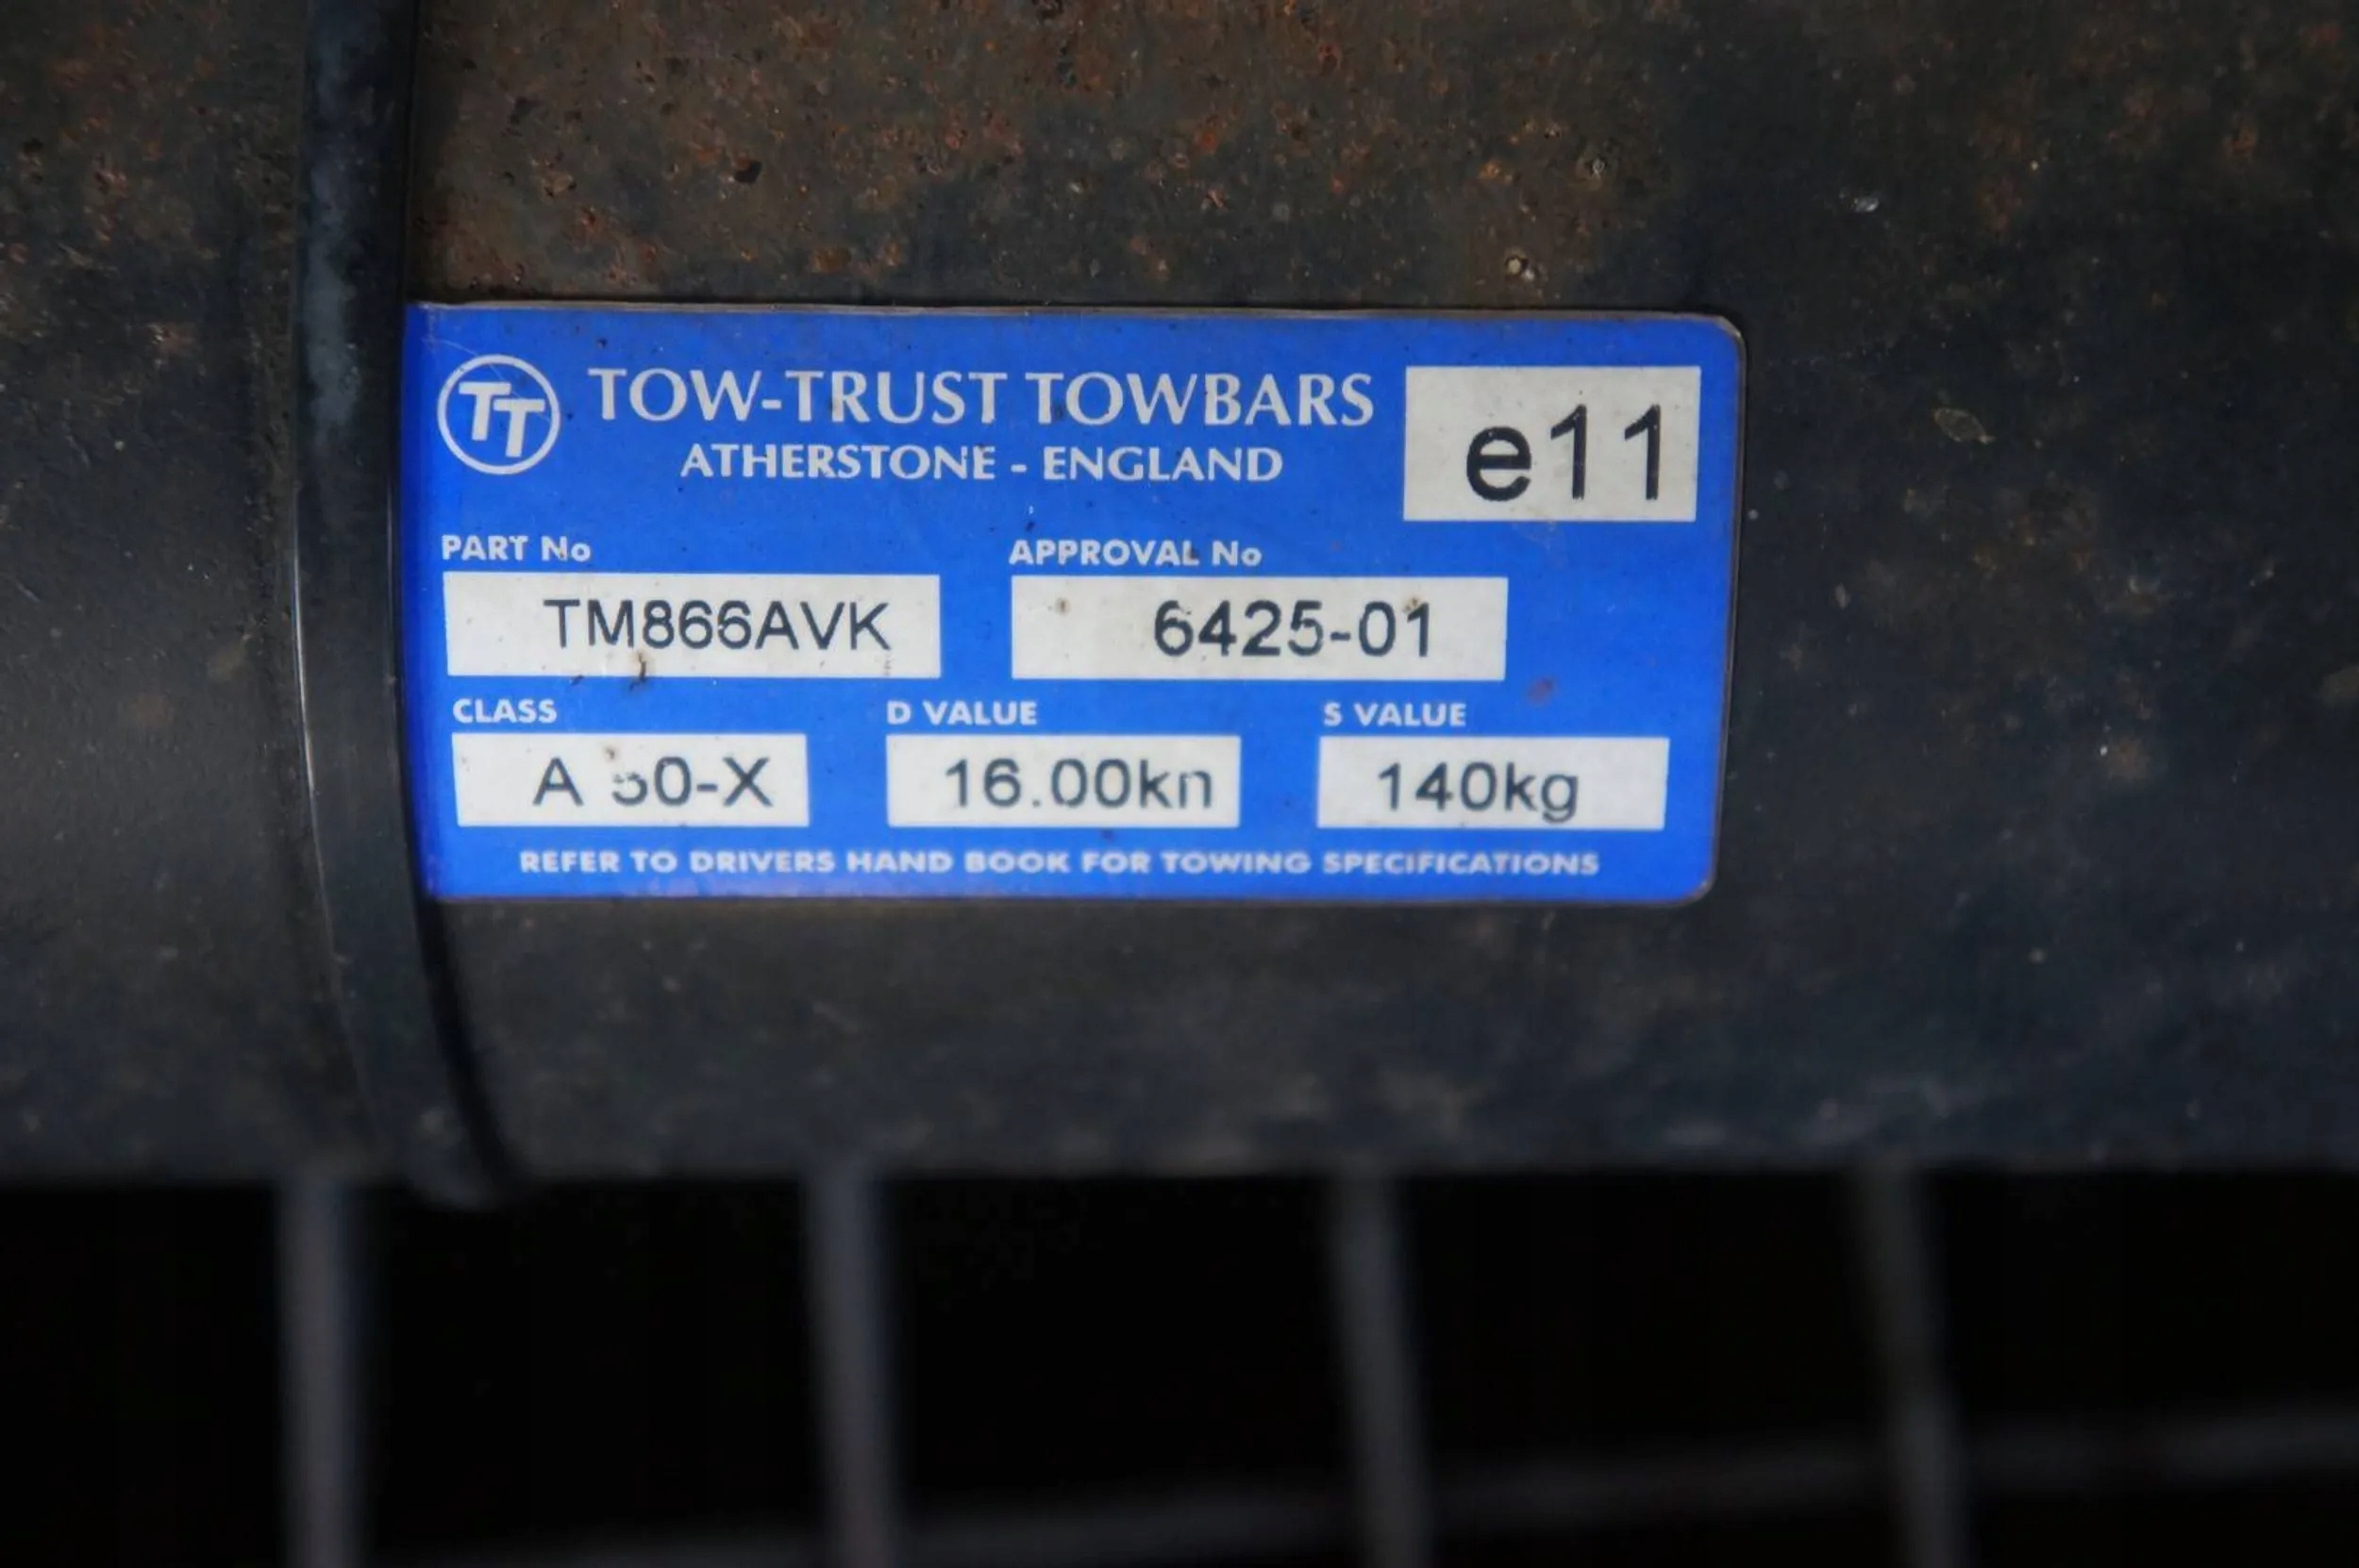 TT TOW-TRUST TOWBARS
ATHERSTONE - ENGLAND
e11
PART No APPROVAL No
TM866AVK 6425-01
CLASS D VALUE S VALUE
A 50-X 16.00kn 140kg
REFER TO DRIVERS HAND BOOK FOR TOWING SPECIFICATIONS